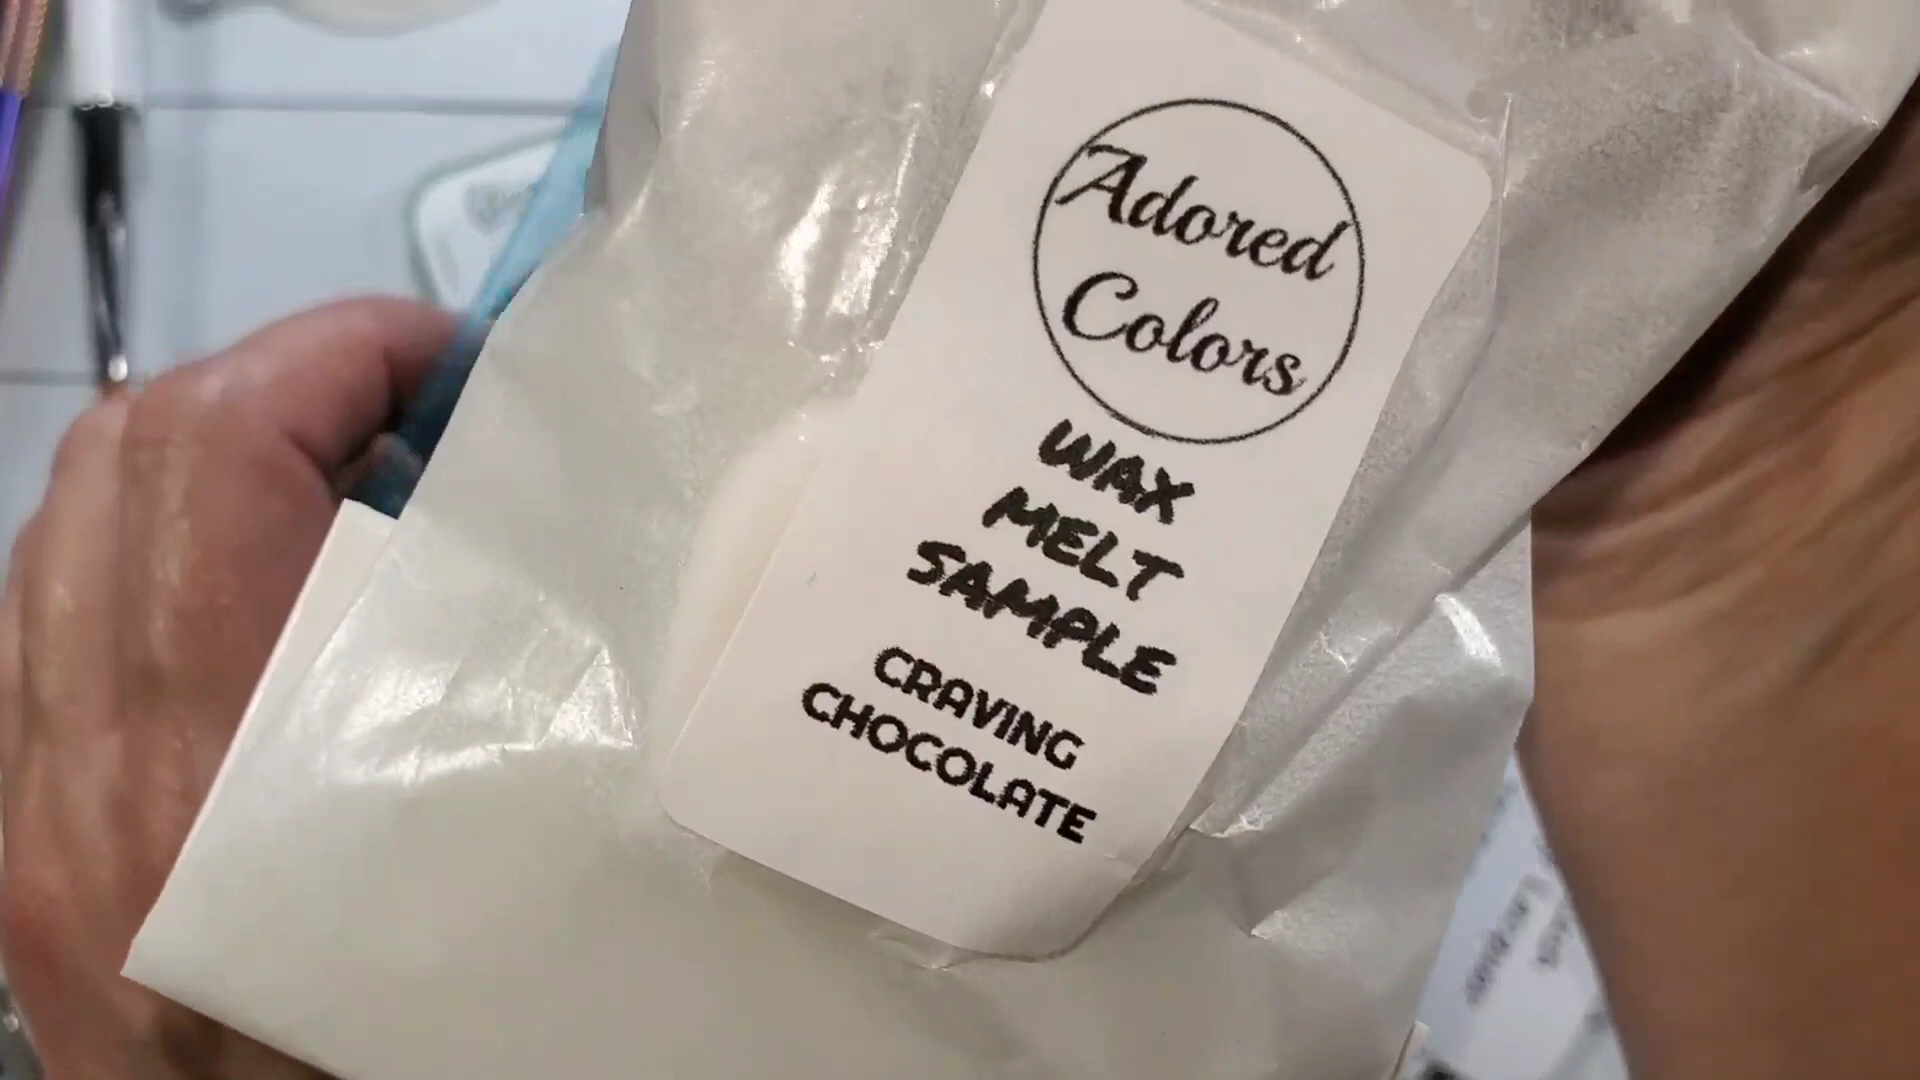 Adored
Colors
WAX
MELT
SAMPLE
CRAVING
CHOCOLATE